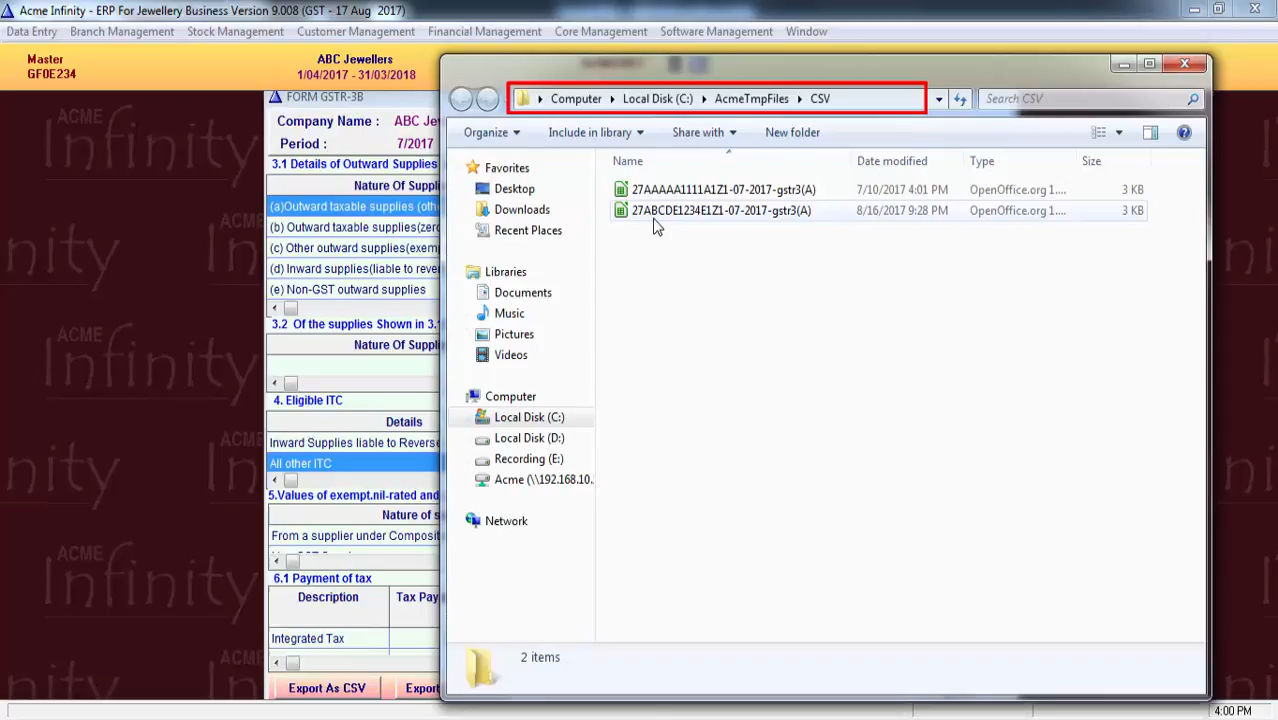 Acme Infinity - ERP For Jewellery Business Version 9.008 (GST - 17 Aug 2017)
Data Entry Branch Management Stock Management Customer Management Financial Management Core Management Software Management Window
Master
GF0E234
ABC Jewellers
1/04/2017 - 31/03/2018
FORM GSTR-3B
Company Name : ABC Je
Period : 7/2017
3.1 Details of Outward Supplies
Nature Of Sup
(a)Outward taxable supplies (oth
(b) Outward taxable supplies(zer
(c) Other outward supplies(exem
(d) Inward supplies(liable to reve
(e) Non-GST outward supplies
3.2 Of the supplies Shown in 3.1
Nature Of Suppli
4. Eligible ITC
Details
Inward Supplies liable to Reverse
All other ITC
5.Values of exempt.nil-rated and
Nature of s
From a supplier under Composit
6.1 Payment of tax
Description Tax Pay
Integrated Tax
Export As CSV Export
Computer Local Disk (C:) AcmeTmpFiles CSV
Search CSV
Organize Include in library Share with New folder
Favorites
Desktop
Downloads
Recent Places
Libraries
Documents
Music
Pictures
Videos
Computer
Local Disk (C:)
Local Disk (D:)
Recording (E:)
Acme (\\192.168.10.
Network
Name Date modified Type Size
27AAAAA1111A1Z1-07-2017-gstr3(A) 7/10/2017 4:01 PM OpenOffice.org 1.... 3 KB
27ABCDE1234E1Z1-07-2017-gstr3(A) 8/16/2017 9:28 PM OpenOffice.org 1.... 3 KB
2 items
4:00 PM
ACME
Infinity